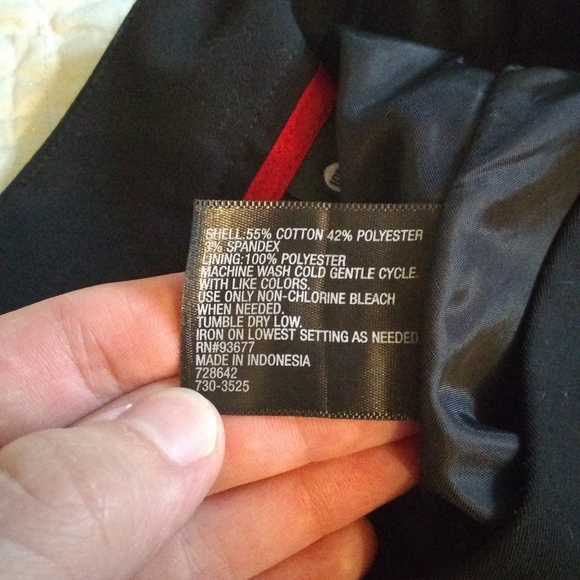 SHELL:55% COTTON 42% POLYESTER
3% SPANDEX
LINING:100% POLYESTER
MACHINE WASH COLD GENTLE CYCLE.
WITH LIKE COLORS.
USE ONLY NON-CHLORINE BLEACH
WHEN NEEDED.
TUMBLE DRY LOW.
IRON ON LOWEST SETTING AS NEEDED
RN#93677
MADE IN INDONESIA
728642
730-3525